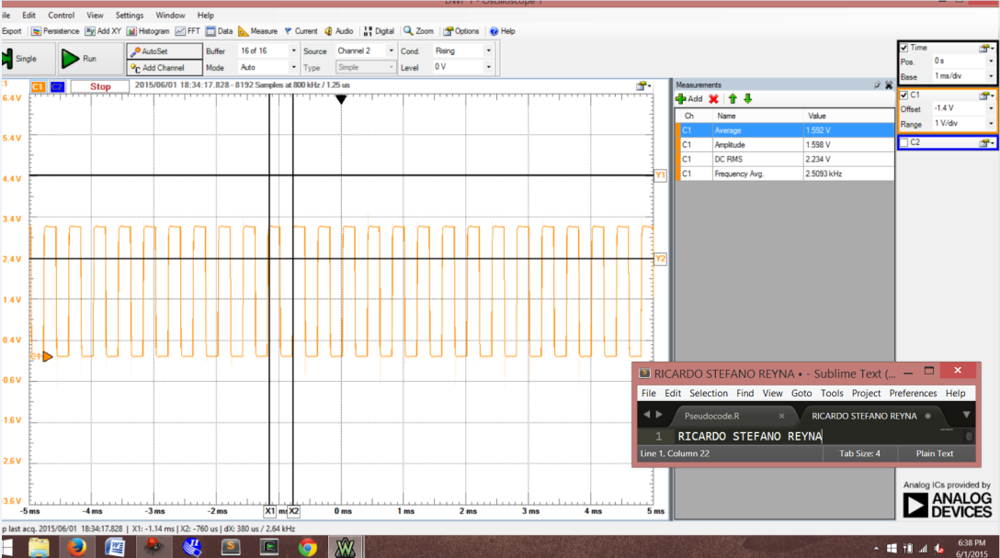 DWF 1 - Oscilloscope 1
ile Edit Control View Settings Window Help
Export Persistence Add XY Histogram FFT Data Measure Current Audio Digital Zoom Options Help
Single Run AutoSet Buffer 16 of 16 Source Channel 2 Cond. Rising
Add Channel Mode Auto Type Simple Level 0 V
C1 C2 Stop 2015/06/01 18:34:17.828 - 8192 Samples at 800 kHz / 1.25 us
6.4 V
5.4 V
4.4 V
3.4 V
2.4 V
1.4 V
0.4 V
-0.6 V
-1.6 V
-2.6 V
-3.6 V
Y1
Y2
C1
-5 ms -4 ms -3 ms -2 ms X1 ms X2 0 ms 1 ms 2 ms 3 ms 4 ms 5 ms
p last acq. 2015/06/01 18:34:17.828 | X1: -1.14 ms | X2: -760 us | dX: 380 us / 2.64 kHz
Measurements
Add
Ch Name Value
C1 Average 1.592 V
C1 Amplitude 1.598 V
C1 DC RMS 2.234 V
C1 Frequency Avg. 2.5093 kHz
Time
Pos. 0 s
Base 1 ms/div
C1
Offset -1.4 V
Range 1 V/div
C2
RICARDO STEFANO REYNA • - Sublime Text (...
File Edit Selection Find View Goto Tools Project Preferences Help
Pseudocode.R RICARDO STEFANO REYNA
1 RICARDO STEFANO REYNA
Line 1, Column 22 Tab Size: 4 Plain Text
Analog ICs provided by
ANALOG
DEVICES
6:38 PM
6/1/2015